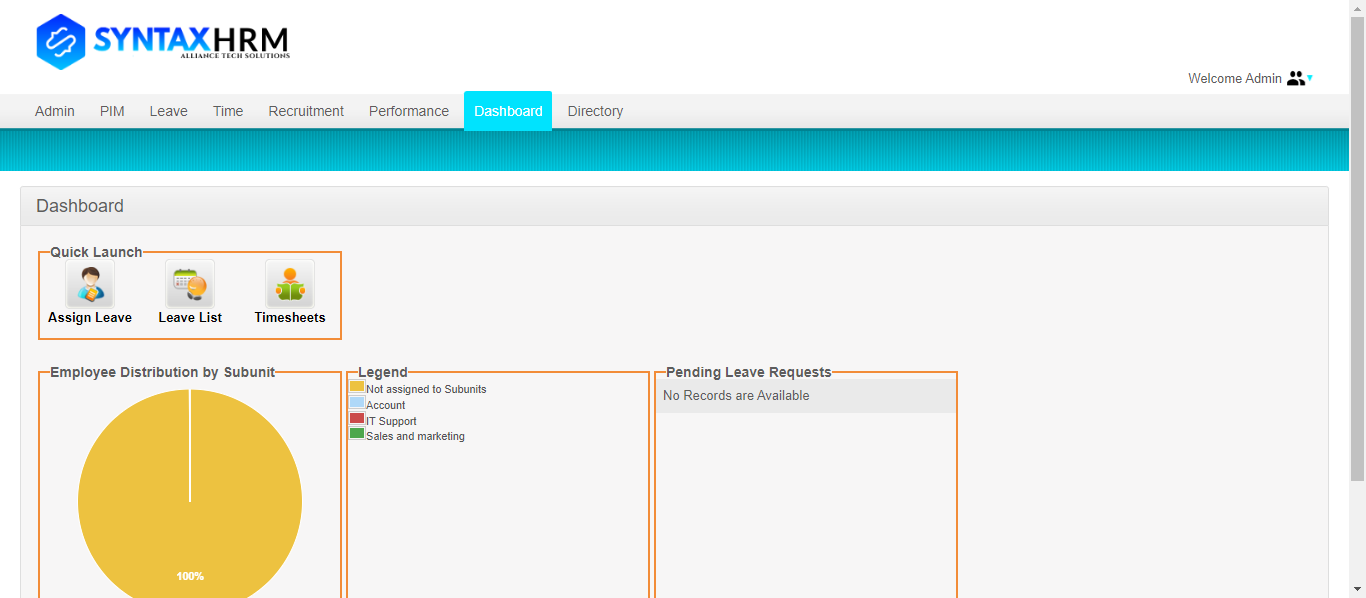 SYNTAXHRM
ALLIANCE TECH SOLUTIONS
Welcome Admin
Admin PIM Leave Time Recruitment Performance Dashboard Directory
Dashboard
Quick Launch
Assign Leave Leave List Timesheets
Employee Distribution by Subunit
100%
Legend
Not assigned to Subunits
Account
IT Support
Sales and marketing
Pending Leave Requests
No Records are Available